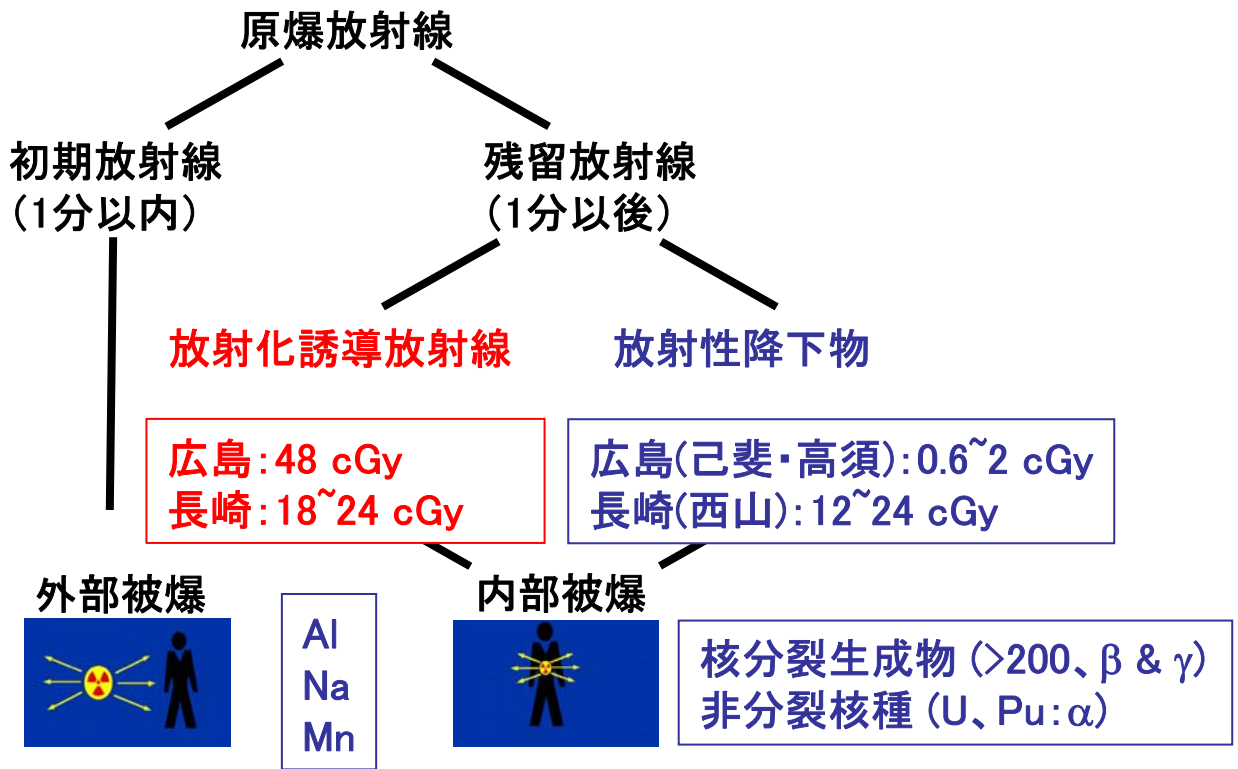 原爆放射線
初期放射線
(1分以内)
残留放射線
(1分以後)
放射化誘導放射線
放射性降下物
広島:48 cGy
長崎:18~24 cGy
広島(己斐・高須):0.6~2 cGy
長崎(西山):12~24 cGy
外部被爆
内部被爆
Al
Na
Mn
核分裂生成物 (>200、β & γ)
非分裂核種 (U、Pu:α)